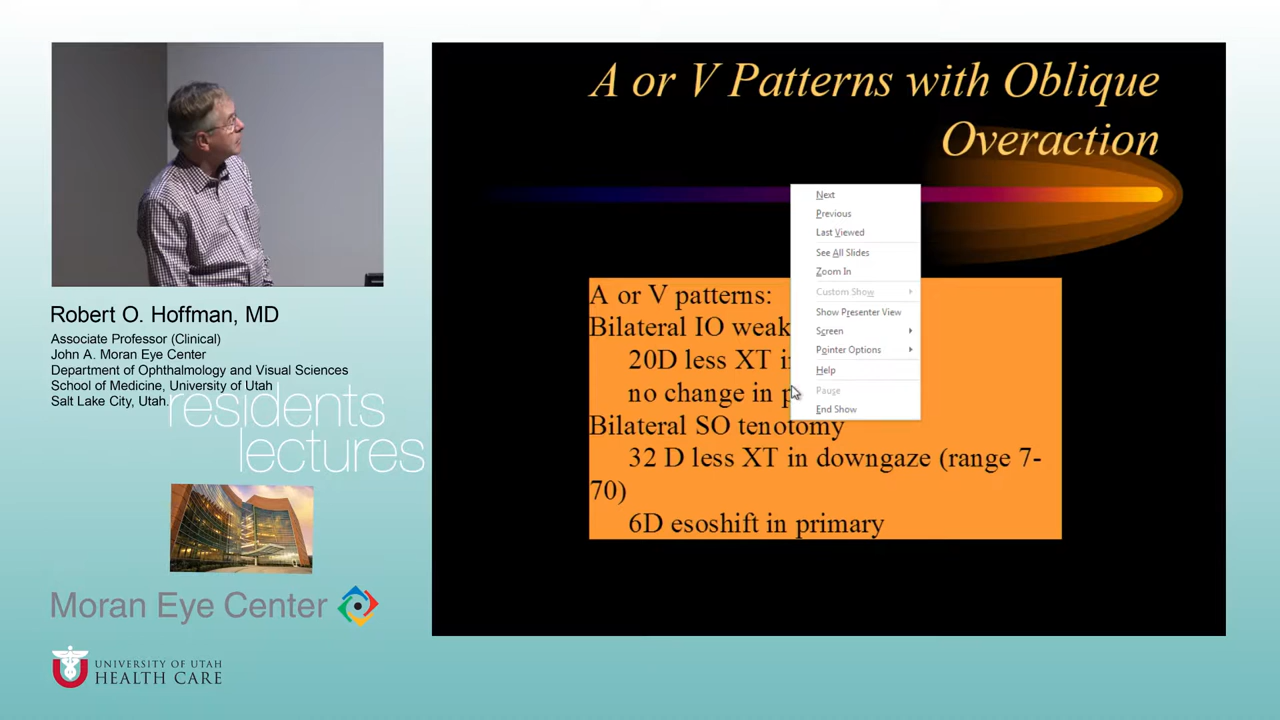 A or V Patterns with Oblique
Overaction
Next
Previous
Last Viewed
See All Slides
Zoom In
Custom Show
Show Presenter View
Screen
Pointer Options
Help
Pause
End Show
A or V patterns:
Bilateral IO weak
20D less XT
no change in
Bilateral SO tenotomy
32 D less XT in downgaze (range 7-
70)
6D esoshift in primary
Robert O. Hoffman, MD
Associate Professor (Clinical)
John A. Moran Eye Center
Department of Ophthalmology and Visual Sciences
School of Medicine, University of Utah
Salt Lake City, Utah.
residents
lectures
Moran Eye Center
UNIVERSITY OF UTAH
HEALTH CARE